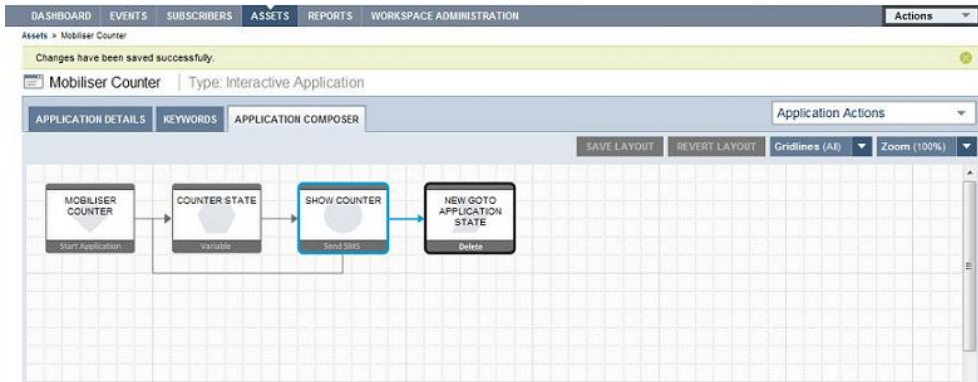 DASHBOARD EVENTS SUBSCRIBERS ASSETS REPORTS WORKSPACE ADMINISTRATION Actions
Assets > Mobiliser Counter
Changes have been saved successfully.
Mobiliser Counter Type: Interactive Application
APPLICATION DETAILS KEYWORDS APPLICATION COMPOSER Application Actions
SAVE LAYOUT REVERT LAYOUT Gridlines (All) Zoom (100%)
MOBILISER
COUNTER
Start Application
COUNTER STATE
Variable
SHOW COUNTER
Send SMS
NEW GOTO
APPLICATION
STATE
Delete